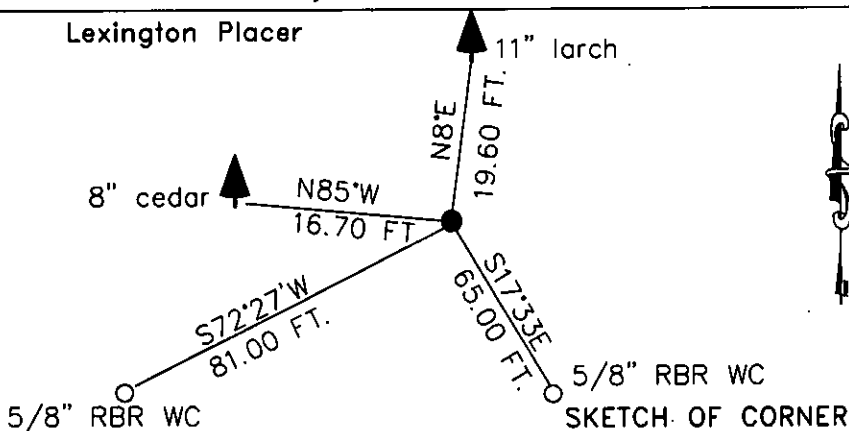 Lexington Placer
11" larch
N8°E
19.60 FT.
8" cedar
N85°W
16.70 FT
S72°27'W
81.00 FT.
S17°33E
65.00 FT.
5/8" RBR WC
5/8" RBR WC
SKETCH OF CORNER